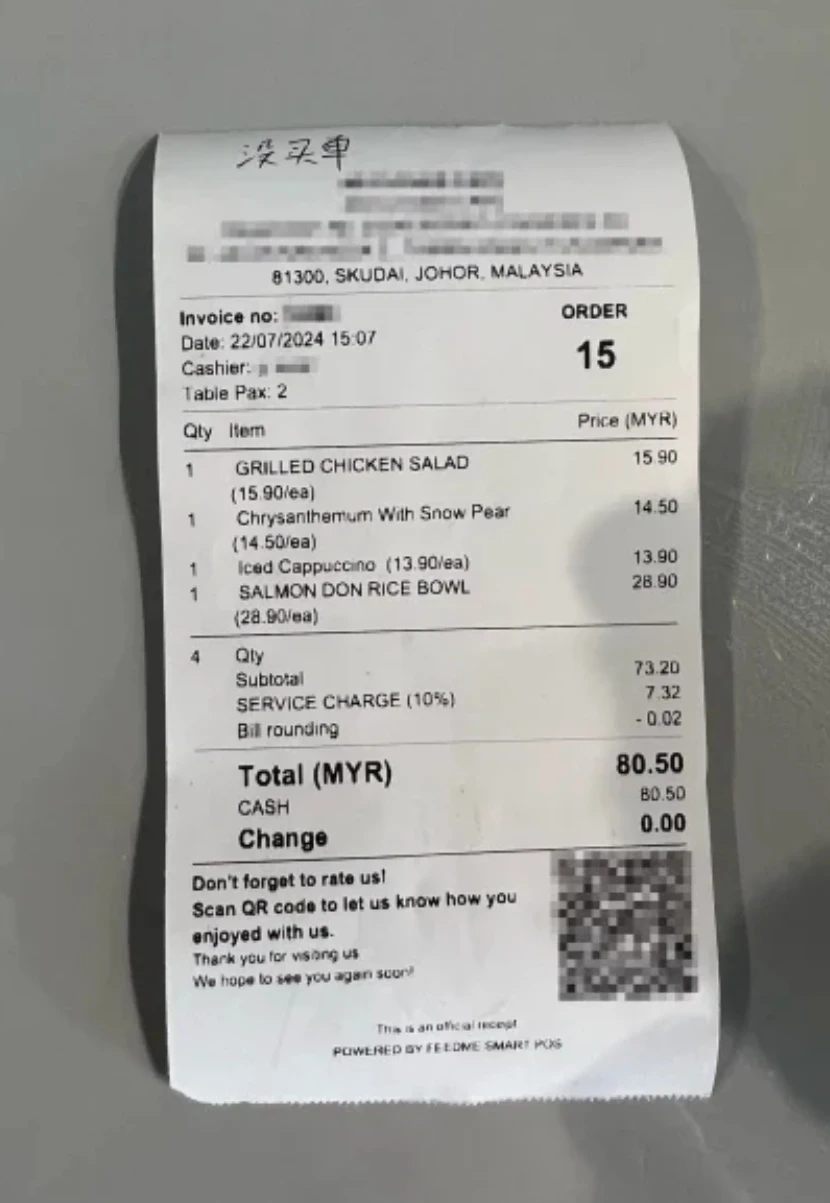 没买单
81300, SKUDAI, JOHOR, MALAYSIA
Invoice no:
ORDER
Date: 22/07/2024 15:07
15
Cashier:
Table Pax: 2
Qty Item Price (MYR)
1 GRILLED CHICKEN SALAD 15.90
(15.90/ea)
1 Chrysanthemum With Snow Pear 14.50
(14.50/ea)
1 Iced Cappuccino (13.90/ea) 13.90
1 SALMON DON RICE BOWL 28.90
(28.90/ea)
4 Qty
Subtotal 73.20
SERVICE CHARGE (10%) 7.32
Bill rounding - 0.02
Total (MYR) 80.50
CASH 80.50
Change 0.00
Don't forget to rate us!
Scan QR code to let us know how you
enjoyed with us.
Thank you for visiting us
We hope to see you again soon!
This is an official receipt
POWERED BY FEEDME SMART POS